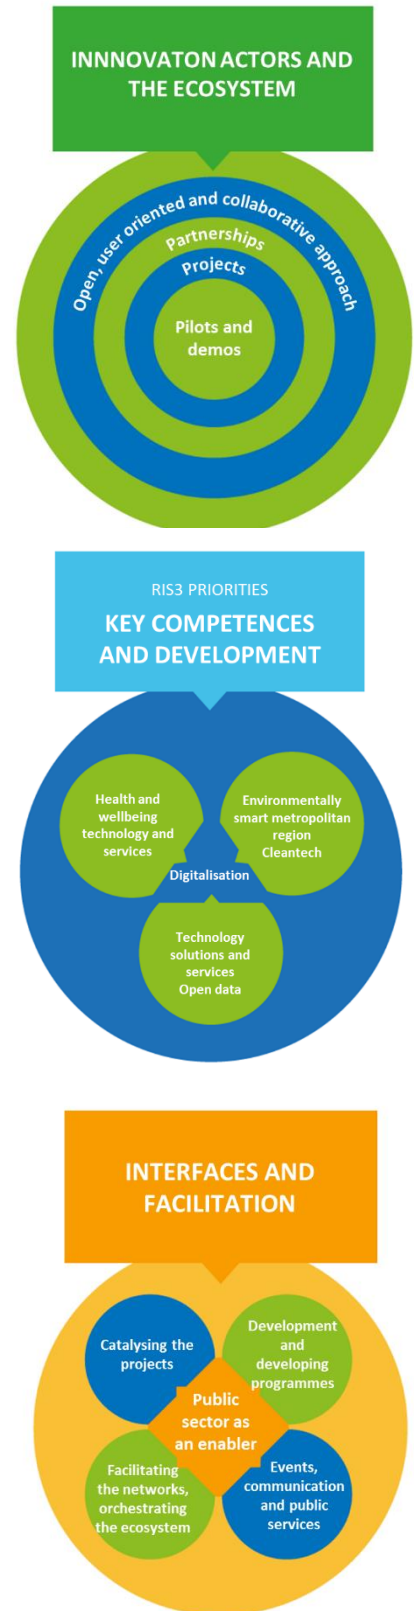 INNNOVATON ACTORS AND
THE ECOSYSTEM
Open, user oriented and collaborative approach
Partnerships
Projects
Pilots and
demos
RIS3 PRIORITIES
KEY COMPETENCES
AND DEVELOPMENT
Health and
wellbeing
technology and
services
Environmentally
smart metropolitan
region
Cleantech
Digitalisation
Technology
solutions and
services
Open data
INTERFACES AND
FACILITATION
Catalysing the
projects
Development
and
developing
programmes
Public
sector as
an enabler
Facilitating
the networks,
orchestrating
the ecosystem
Events,
communication
and public
services